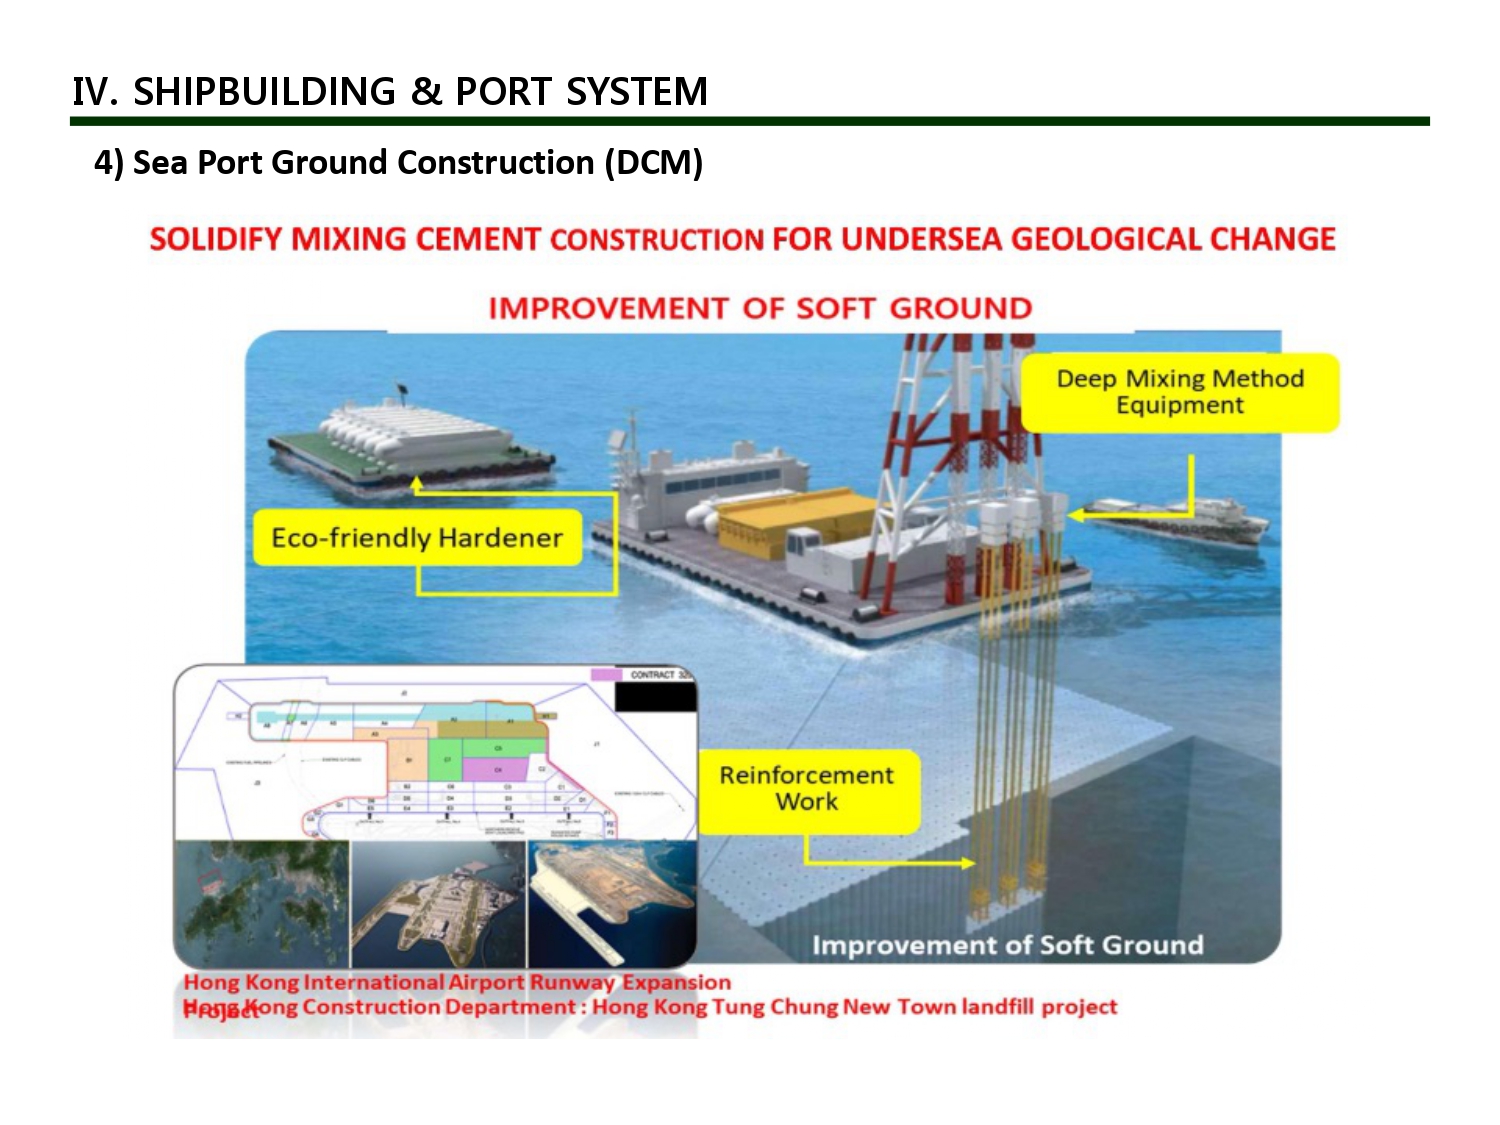 IV. SHIPBUILDING & PORT SYSTEM
4) Sea Port Ground Construction (DCM)
SOLIDIFY MIXING CEMENT CONSTRUCTION FOR UNDERSEA GEOLOGICAL CHANGE
IMPROVEMENT OF SOFT GROUND
Deep Mixing Method
Equipment
Eco-friendly Hardener
CONTRACT
Reinforcement
Work
Improvement of Soft Ground
Hong Kong International Airport Runway Expansion
Project
Hong Kong Construction Department : Hong Kong Tung Chung New Town landfill project